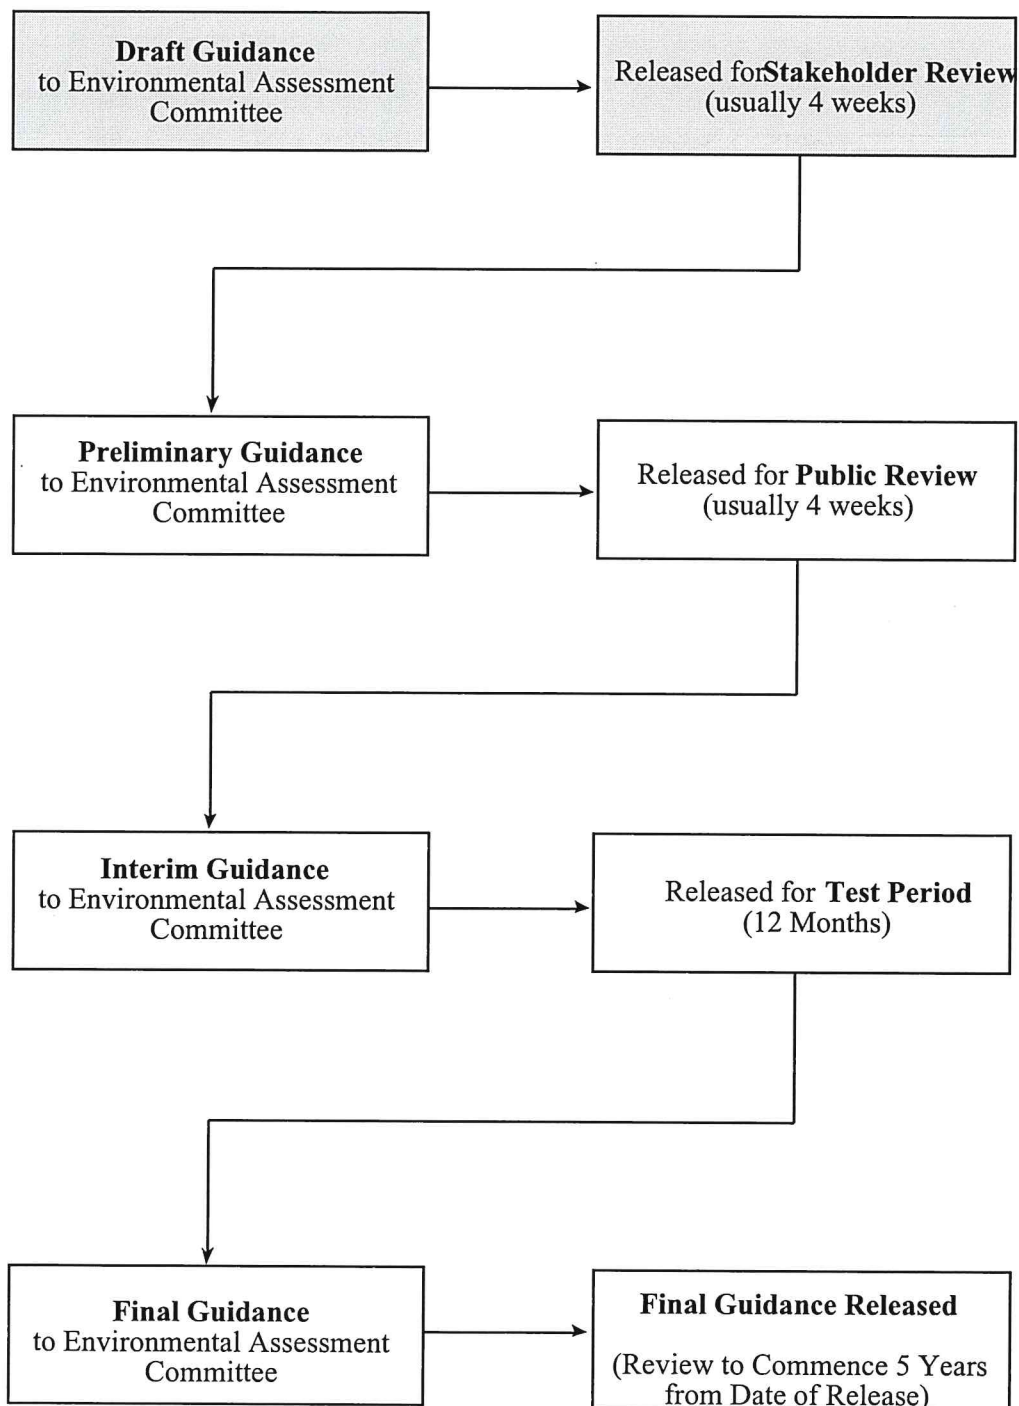 Draft Guidance
to Environmental Assessment
Committee
Released forStakeholder Review
(usually 4 weeks)
Preliminary Guidance
to Environmental Assessment
Committee
Released for Public Review
(usually 4 weeks)
Interim Guidance
to Environmental Assessment
Committee
Released for Test Period
(12 Months)
Final Guidance
to Environmental Assessment
Committee
Final Guidance Released
(Review to Commence 5 Years
from Date of Release)